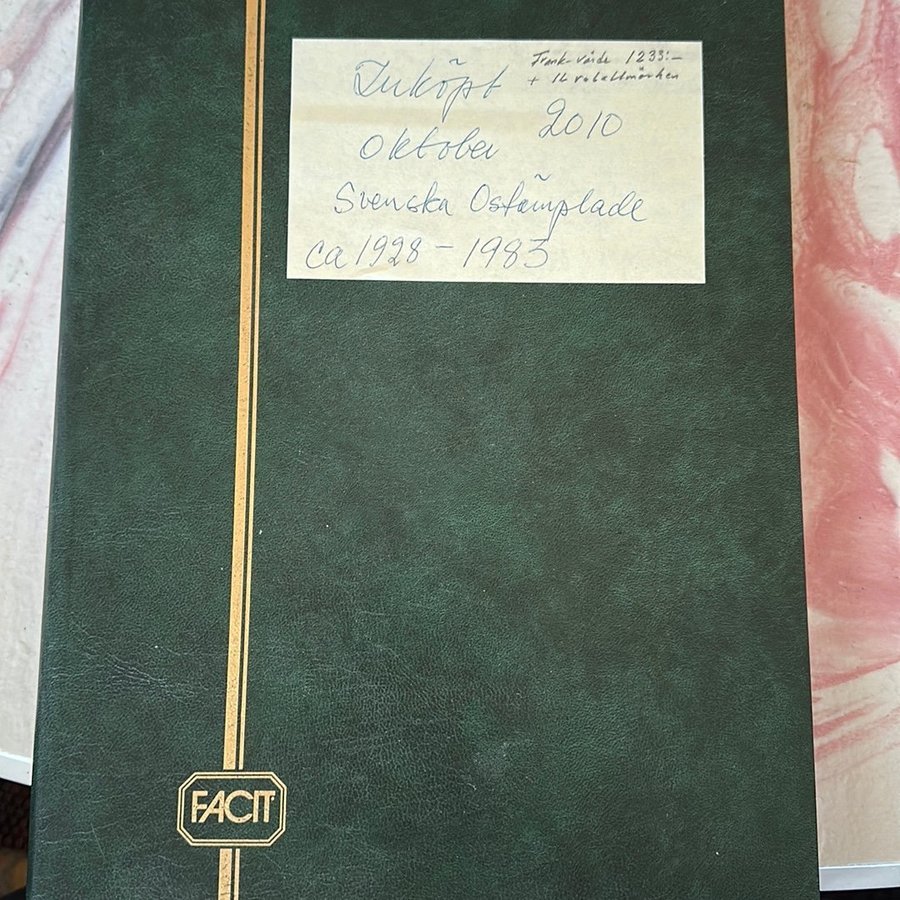 Frank-värde 1233:-
+ 16 rabattmärken
Inköpt
2010
Oktober
Svenska Ostämplade
ca 1928 - 1983
FACIT